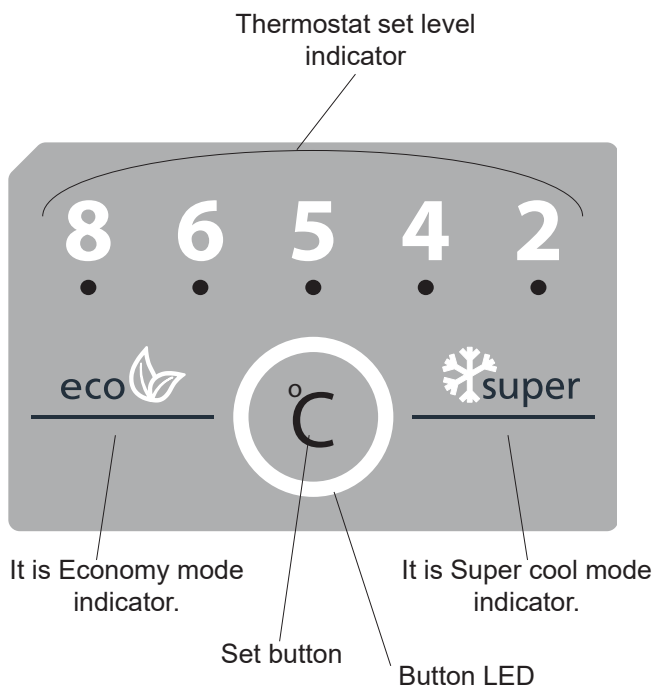 Thermostat set level
indicator
8 6 5 4 2
eco
°C
super
It is Economy mode
indicator.
It is Super cool mode
indicator.
Set button
Button LED